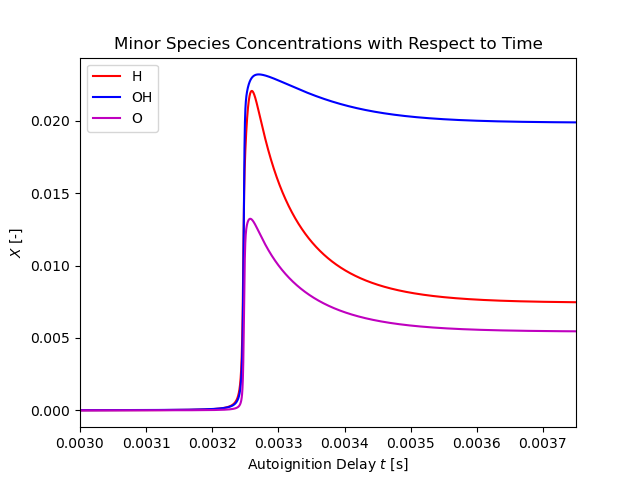 Minor Species Concentrations with Respect to Time
H
OH
O
0.020
0.015
0.010
0.005
0.000
X [-]
0.0030 0.0031 0.0032 0.0033 0.0034 0.0035 0.0036 0.0037
Autoignition Delay t [s]